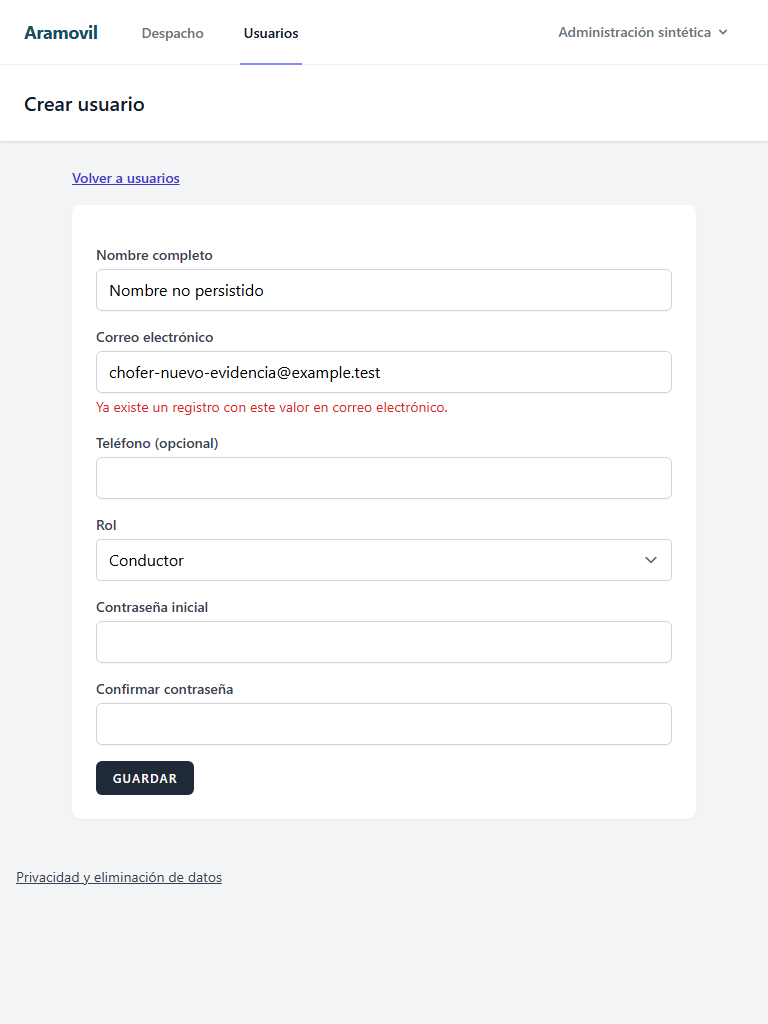 Aramovil
Despacho
Usuarios
Administración sintética
Crear usuario
Volver a usuarios
Nombre completo
Nombre no persistido
Correo electrónico
chofer-nuevo-evidencia@example.test
Ya existe un registro con este valor en correo electrónico.
Teléfono (opcional)
Rol
Conductor
Contraseña inicial
Confirmar contraseña
GUARDAR
Privacidad y eliminación de datos